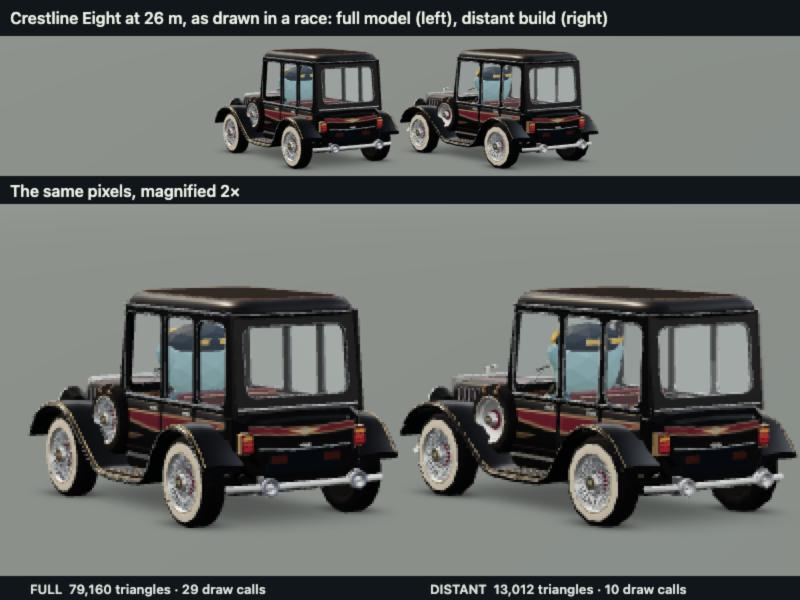 Crestline Eight at 26 m, as drawn in a race: full model (left), distant build (right)
The same pixels, magnified 2×
FULL 79,160 triangles · 29 draw calls
DISTANT 13,012 triangles · 10 draw calls